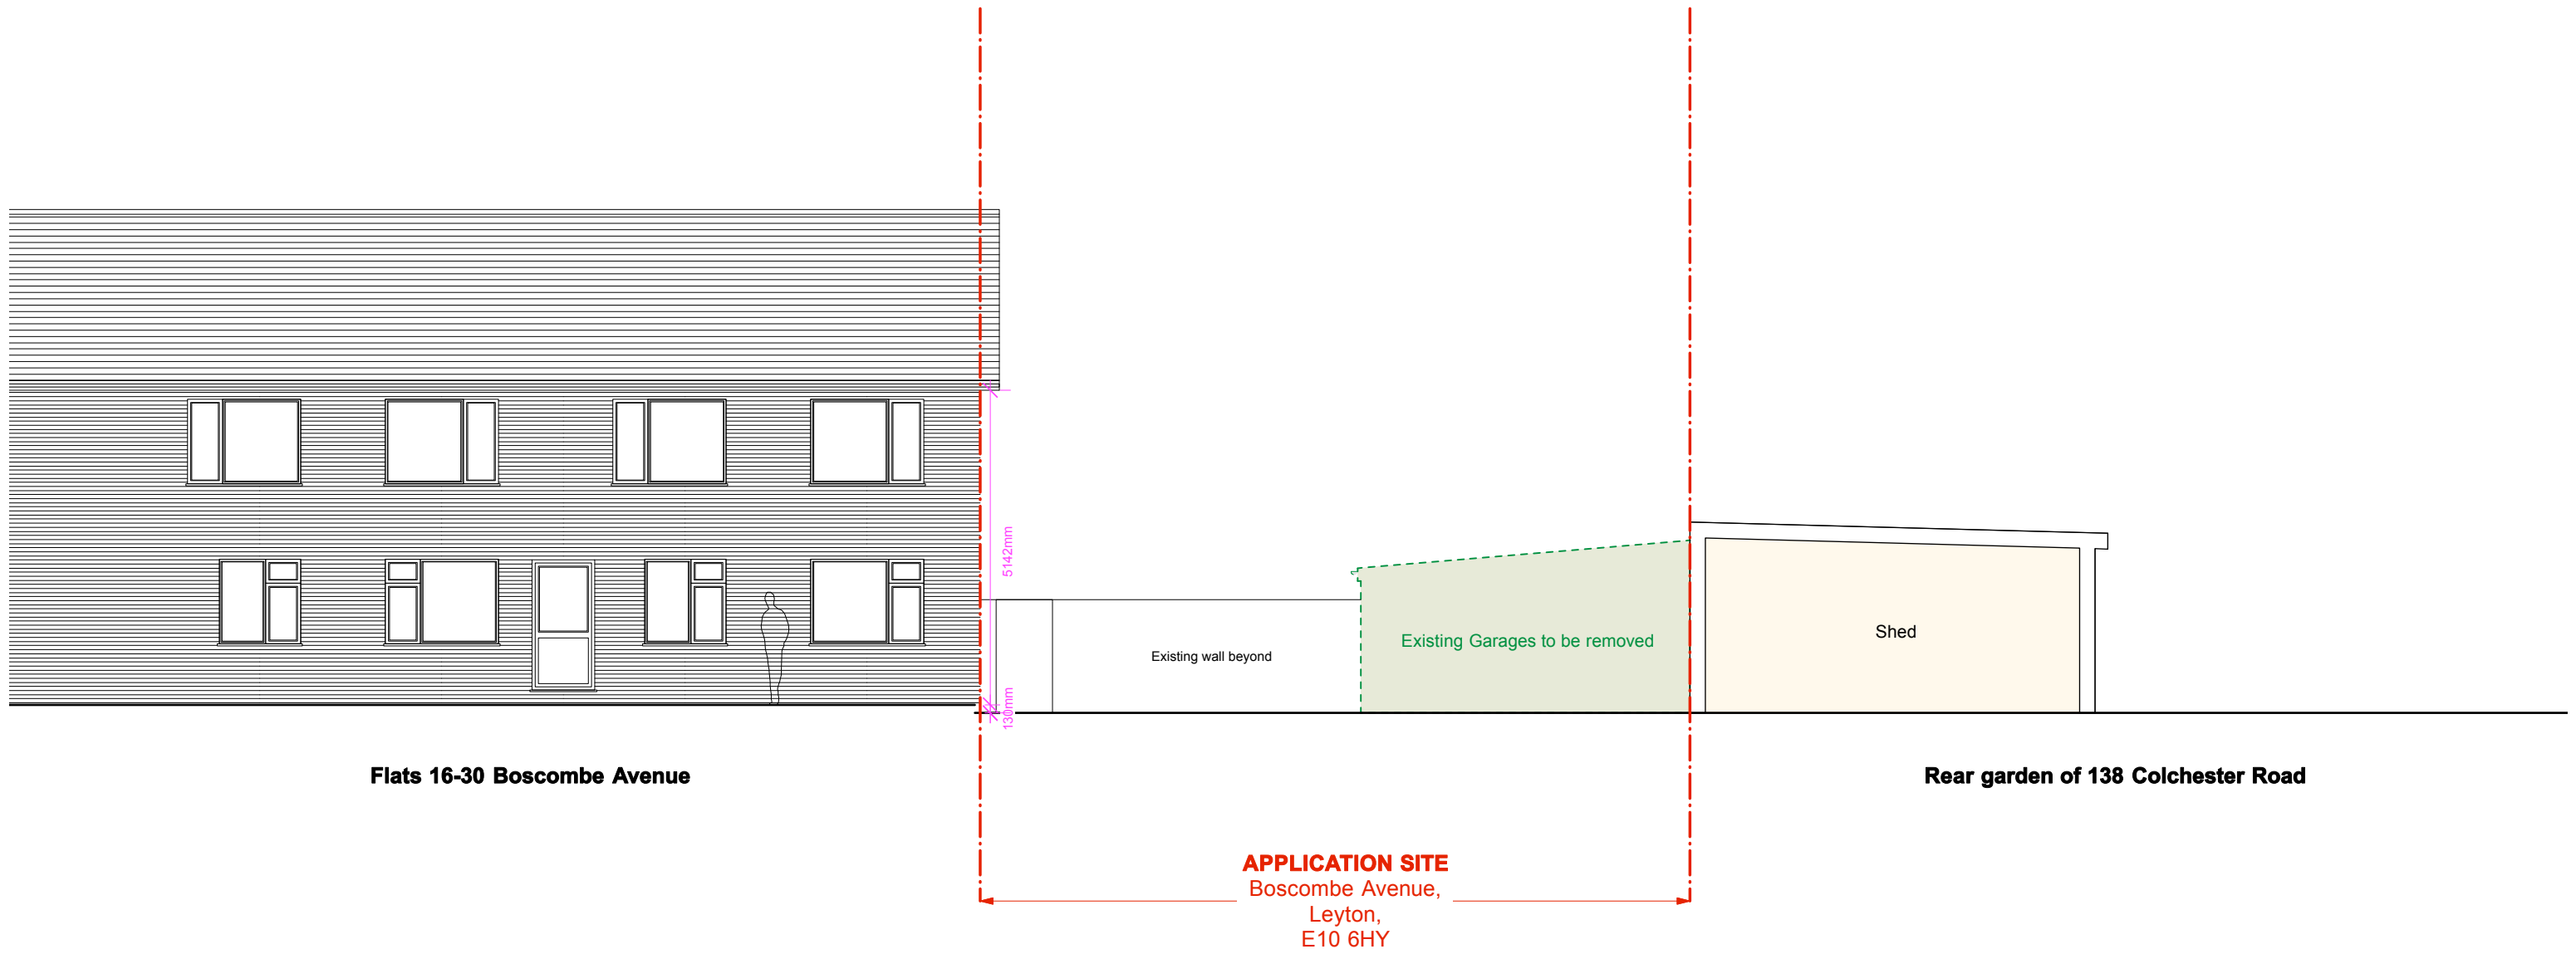 5142mm
130mm
Existing wall beyond
Existing Garages to be removed
Shed
Flats 16-30 Boscombe Avenue
Rear garden of 138 Colchester Road
APPLICATION SITE
Boscombe Avenue,
Leyton,
E10 6HY